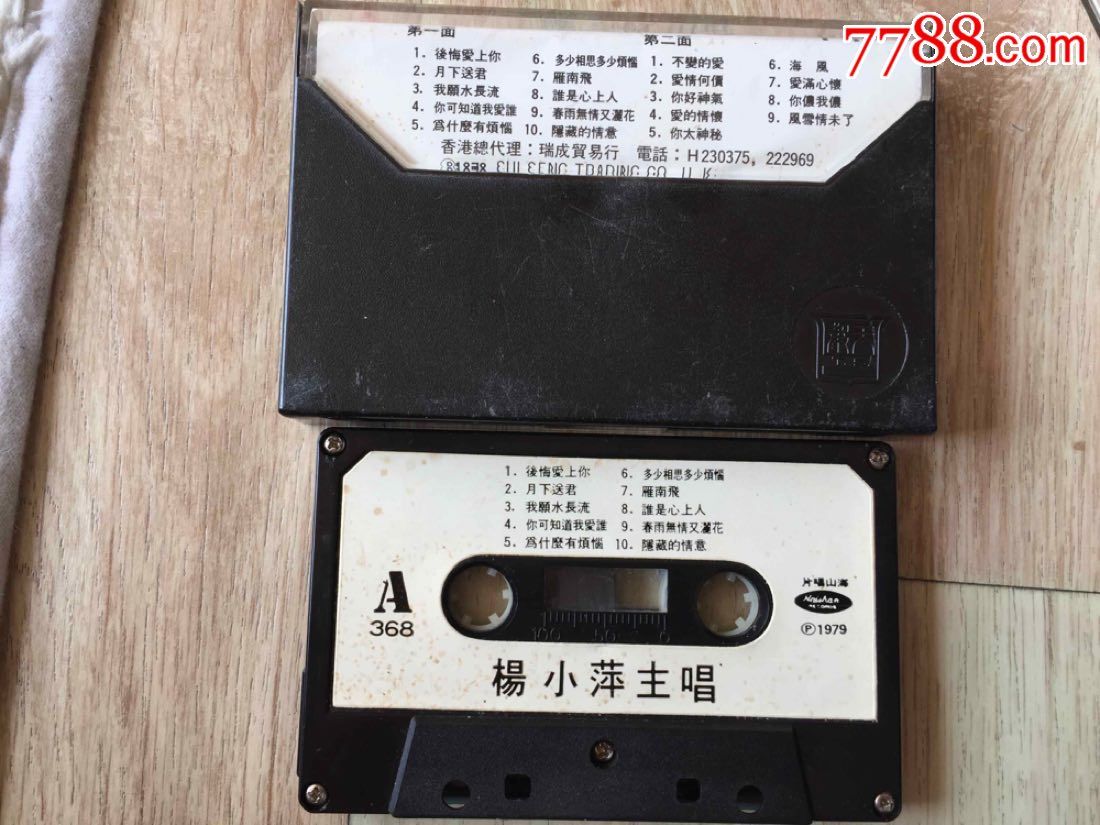 7788.com
第一面
1. 後悔愛上你
2. 月下送君
3. 我願水長流
4. 你可知道我愛誰
5. 爲什麼有煩惱
6. 多少相思多少煩惱
7. 雁南飛
8. 誰是心上人
9. 春雨無情又灑花
10. 隱藏的情意
第二面
1. 不變的愛
2. 愛情何價
3. 你好神氣
4. 愛的情懷
5. 你太神秘
6. 海風
7. 愛滿心懷
8. 你儂我儂
9. 風雪情未了
香港總代理：瑞成貿易行 電話：H230375, 222969
1. 後悔愛上你
2. 月下送君
3. 我願水長流
4. 你可知道我愛誰
5. 爲什麼有煩惱
6. 多少相思多少煩惱
7. 雁南飛
8. 誰是心上人
9. 春雨無情又灑花
10. 隱藏的情意
A
368
100 50 0
片唱山海
RECORDS
Ⓟ1979
楊小萍主唱